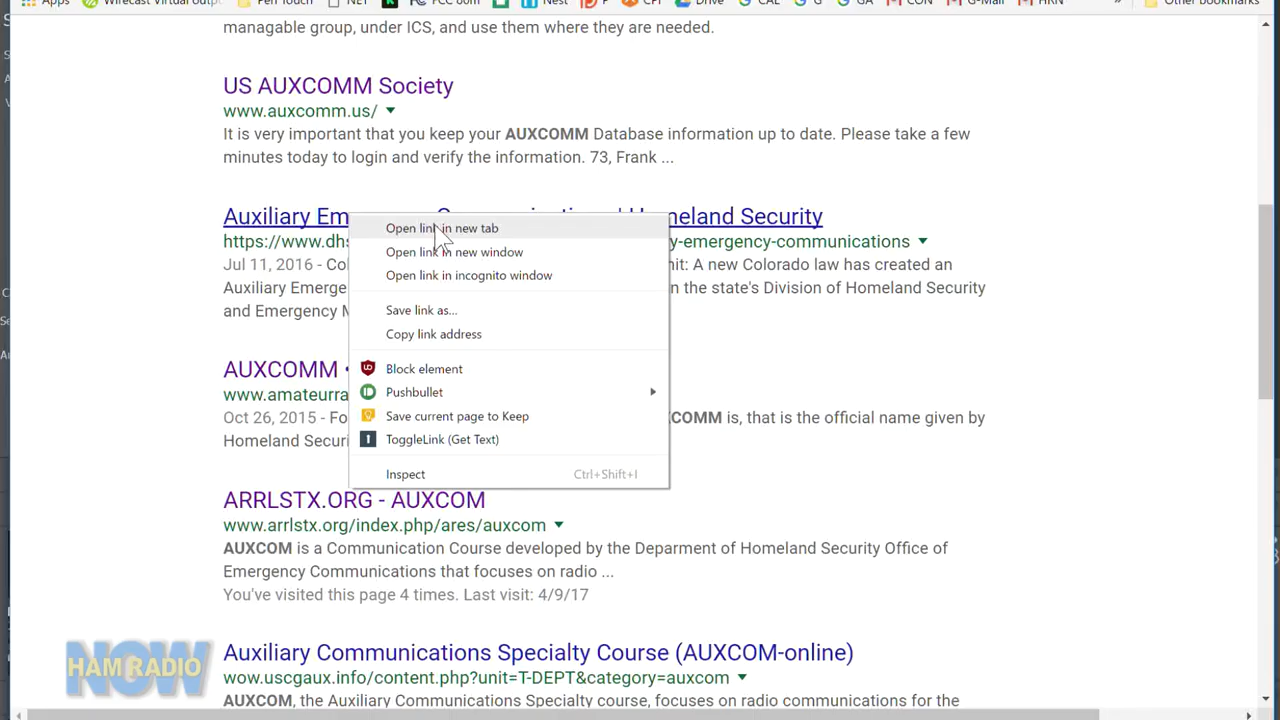 Apps Wirecast Virtual outp Pen Touch NET FCC dom Nest CPI Drive CAL G GA CON G-Mail HRN » Other bookmarks
managable group, under ICS, and use them where they are needed.
US AUXCOMM Society
www.auxcomm.us/
It is very important that you keep your AUXCOMM Database information up to date. Please take a few
minutes today to login and verify the information. 73, Frank ...
Auxiliary Em meland Security
Open link in new tab
https://www.dhs y-emergency-communications
Open link in new window
Jul 11, 2016 - Co nit: A new Colorado law has created an
Open link in incognito window
Auxiliary Emerge n the state's Division of Homeland Security
and Emergency M
Save link as...
Copy link address
AUXCOMM •
Block element
www.amateurra
Pushbullet
Oct 26, 2015 - Fo XCOMM is, that is the official name given by
Save current page to Keep
Homeland Securi
ToggleLink (Get Text)
Inspect Ctrl+Shift+I
ARRLSTX.ORG - AUXCOM
www.arrlstx.org/index.php/ares/auxcom
AUXCOM is a Communication Course developed by the Deparment of Homeland Security Office of
Emergency Communications that focuses on radio ...
You've visited this page 4 times. Last visit: 4/9/17
HAM RADIO
NOW
Auxiliary Communications Specialty Course (AUXCOM-online)
wow.uscgaux.info/content.php?unit=T-DEPT&category=auxcom
AUXCOM, the Auxiliary Communications Specialty course, focuses on radio communications for the